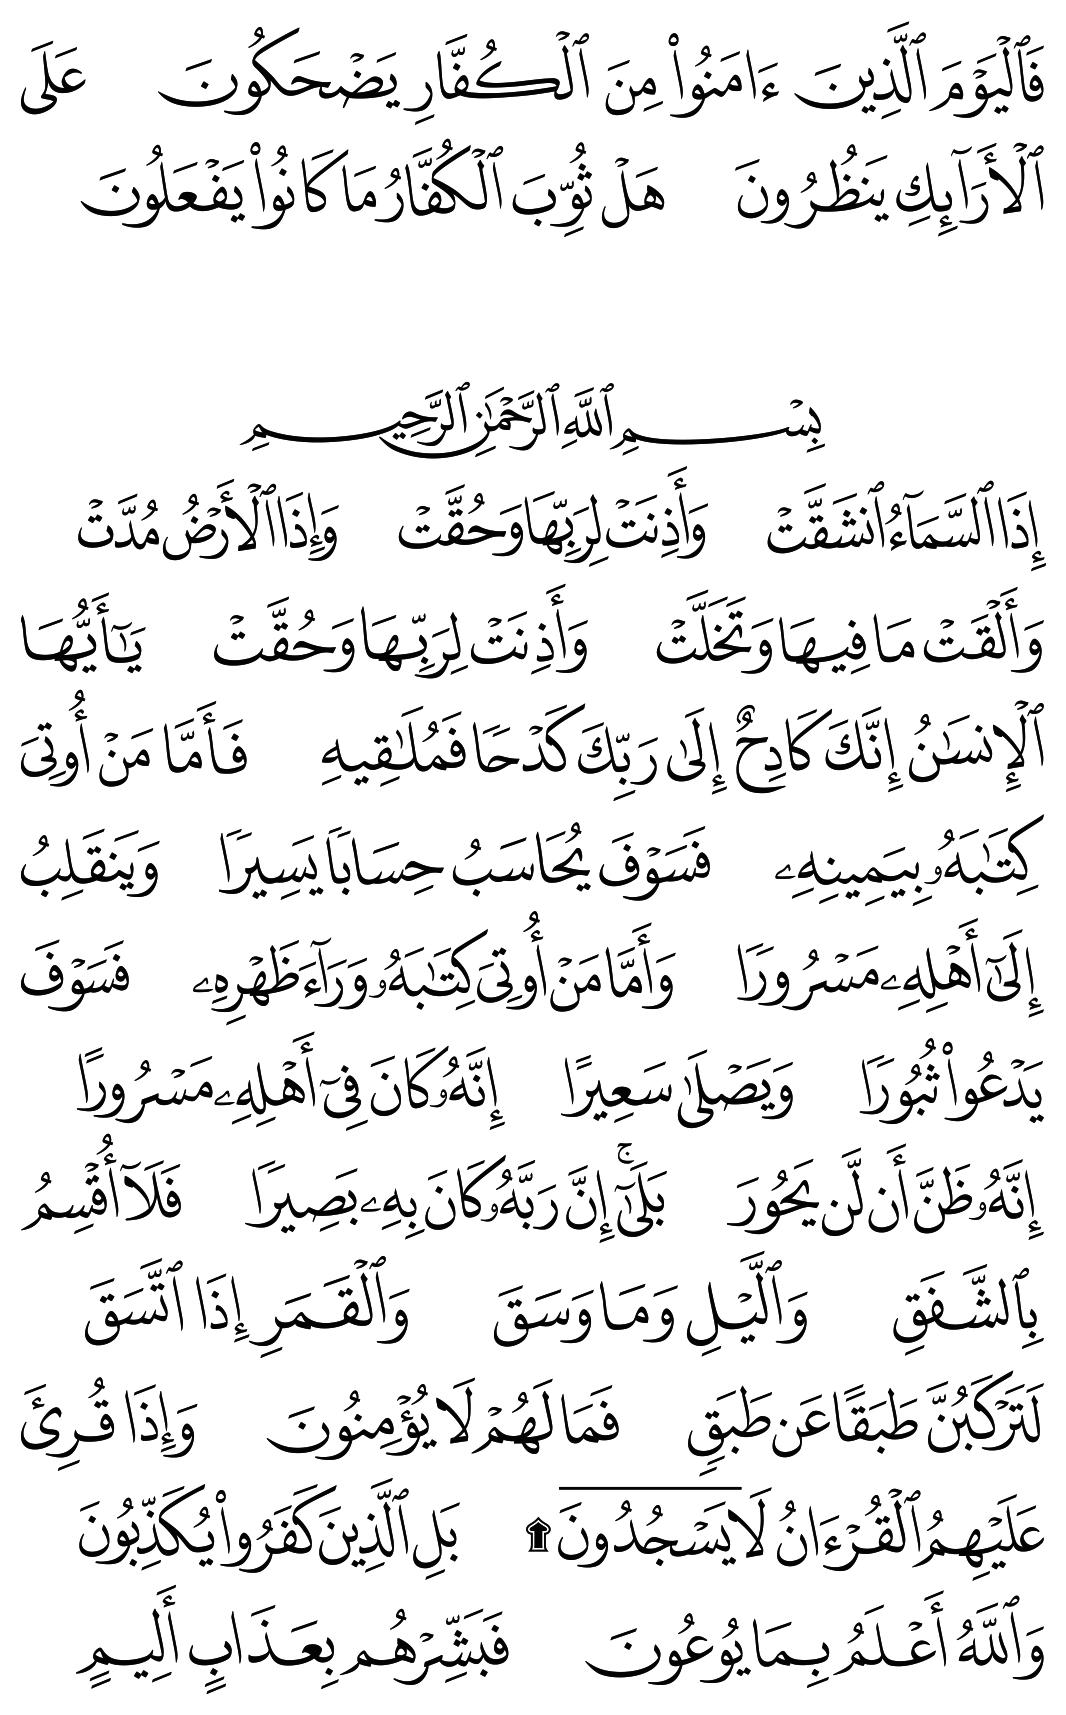 فَٱلۡيَوۡمَ ٱلَّذِينَ ءَامَنُواْ مِنَ ٱلۡكُفَّارِ يَضۡحَكُونَ عَلَى
ٱلۡأَرَآئِكِ يَنظُرُونَ هَلۡ ثُوِّبَ ٱلۡكُفَّارُ مَا كَانُواْ يَفۡعَلُونَ
بِسۡمِ ٱللَّهِ ٱلرَّحۡمَٰنِ ٱلرَّحِيمِ
إِذَا ٱلسَّمَآءُ ٱنشَقَّتۡ وَأَذِنَتۡ لِرَبِّهَا وَحُقَّتۡ وَإِذَا ٱلۡأَرۡضُ مُدَّتۡ
وَأَلۡقَتۡ مَا فِيهَا وَتَخَلَّتۡ وَأَذِنَتۡ لِرَبِّهَا وَحُقَّتۡ يَٰٓأَيُّهَا
ٱلۡإِنسَٰنُ إِنَّكَ كَادِحٌ إِلَىٰ رَبِّكَ كَدۡحٗا فَمُلَٰقِيهِ فَأَمَّا مَنۡ أُوتِيَ
كِتَٰبَهُۥ بِيَمِينِهِۦ فَسَوۡفَ يُحَاسَبُ حِسَابٗا يَسِيرٗا وَيَنقَلِبُ
إِلَىٰٓ أَهۡلِهِۦ مَسۡرُورٗا وَأَمَّا مَنۡ أُوتِيَ كِتَٰبَهُۥ وَرَآءَ ظَهۡرِهِۦ فَسَوۡفَ
يَدۡعُواْ ثُبُورٗا وَيَصۡلَىٰ سَعِيرًا إِنَّهُۥ كَانَ فِيٓ أَهۡلِهِۦ مَسۡرُورًا
إِنَّهُۥ ظَنَّ أَن لَّن يَحُورَ بَلَىٰٓۚ إِنَّ رَبَّهُۥ كَانَ بِهِۦ بَصِيرٗا فَلَآ أُقۡسِمُ
بِٱلشَّفَقِ وَٱلَّيۡلِ وَمَا وَسَقَ وَٱلۡقَمَرِ إِذَا ٱتَّسَقَ
لَتَرۡكَبُنَّ طَبَقًا عَن طَبَقٖ فَمَا لَهُمۡ لَا يُؤۡمِنُونَ وَإِذَا قُرِئَ
عَلَيۡهِمُ ٱلۡقُرۡءَانُ لَا يَسۡجُدُونَ۩ بَلِ ٱلَّذِينَ كَفَرُواْ يُكَذِّبُونَ
وَٱللَّهُ أَعۡلَمُ بِمَا يُوعُونَ فَبَشِّرۡهُم بِعَذَابٍ أَلِيمٍ